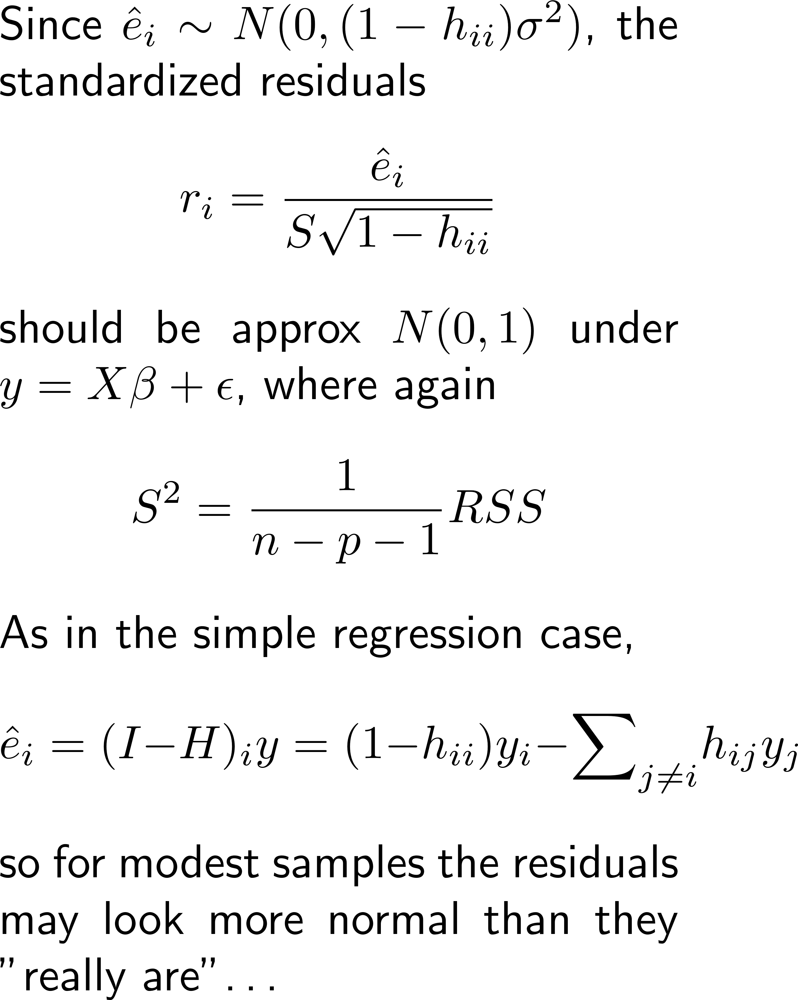 Since $\hat{e}_i \sim N(0, (1 - h_{ii})\sigma^2)$, the
standardized residuals
$r_i = \frac{\hat{e}_i}{S\sqrt{1 - h_{ii}}}$
should be approx $N(0, 1)$ under
$y = X\beta + \epsilon$, where again
$S^2 = \frac{1}{n - p - 1} RSS$
As in the simple regression case,
$\hat{e}_i = (I - H)_i y = (1 - h_{ii})y_i - \sum_{j \neq i} h_{ij} y_j$
so for modest samples the residuals
may look more normal than they
”really are”. . .